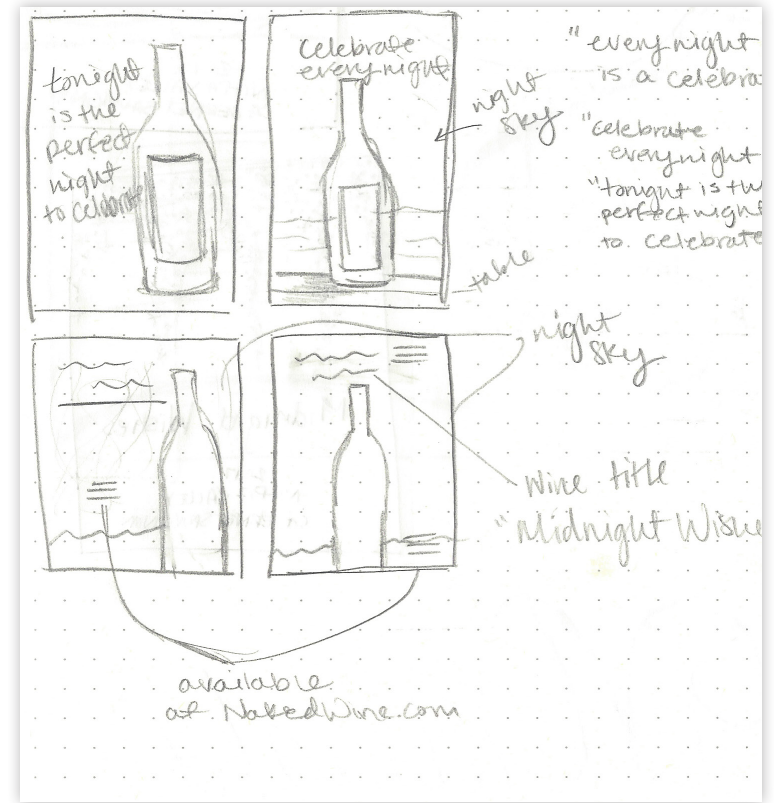 tonight
is the
perfect
night
to celebrate
celebrate
every night
night
sky
table
"every night
is a celebra
"celebrate
every night
"tonight is th
perfect night
to celebrate
night
sky
wine title
"Midnight Wishe
available
at NakedWine.com